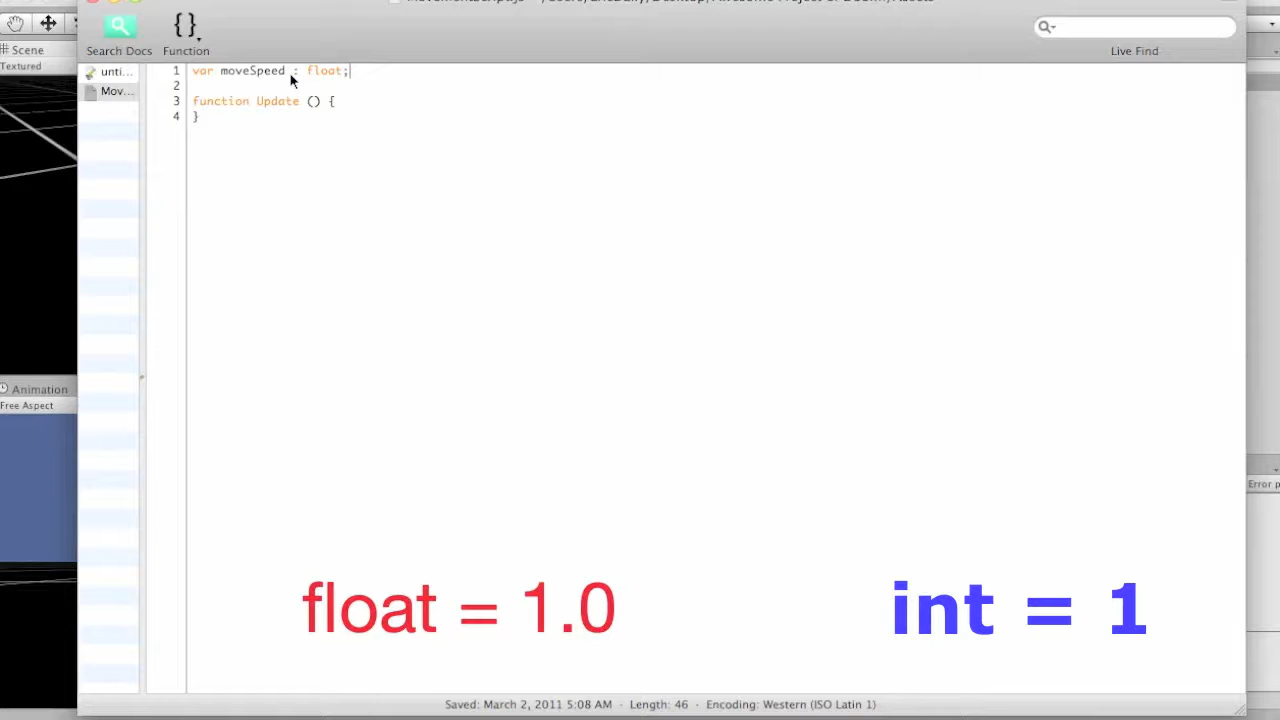 Search Docs
Function
Live Find
Scene
Textured
unti...
Mov...
1 var moveSpeed : float;
2
3 function Update () {
4 }
Animation
Free Aspect
Error p
float = 1.0
int = 1
Saved: March 2, 2011 5:08 AM · Length: 46 · Encoding: Western (ISO Latin 1)